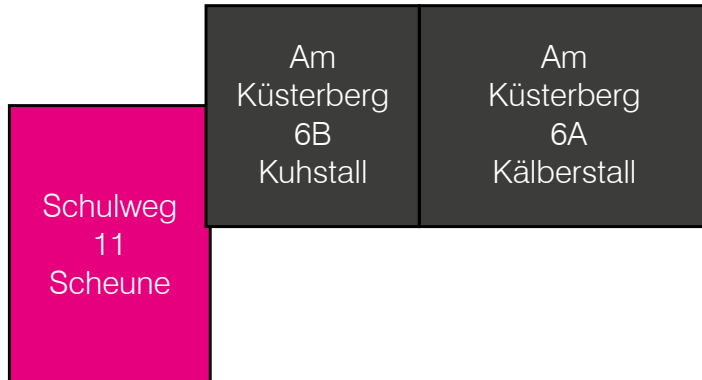 Am
Küsterberg
6B
Kuhstall
Am
Küsterberg
6A
Kälberstall
Schulweg
11
Scheune